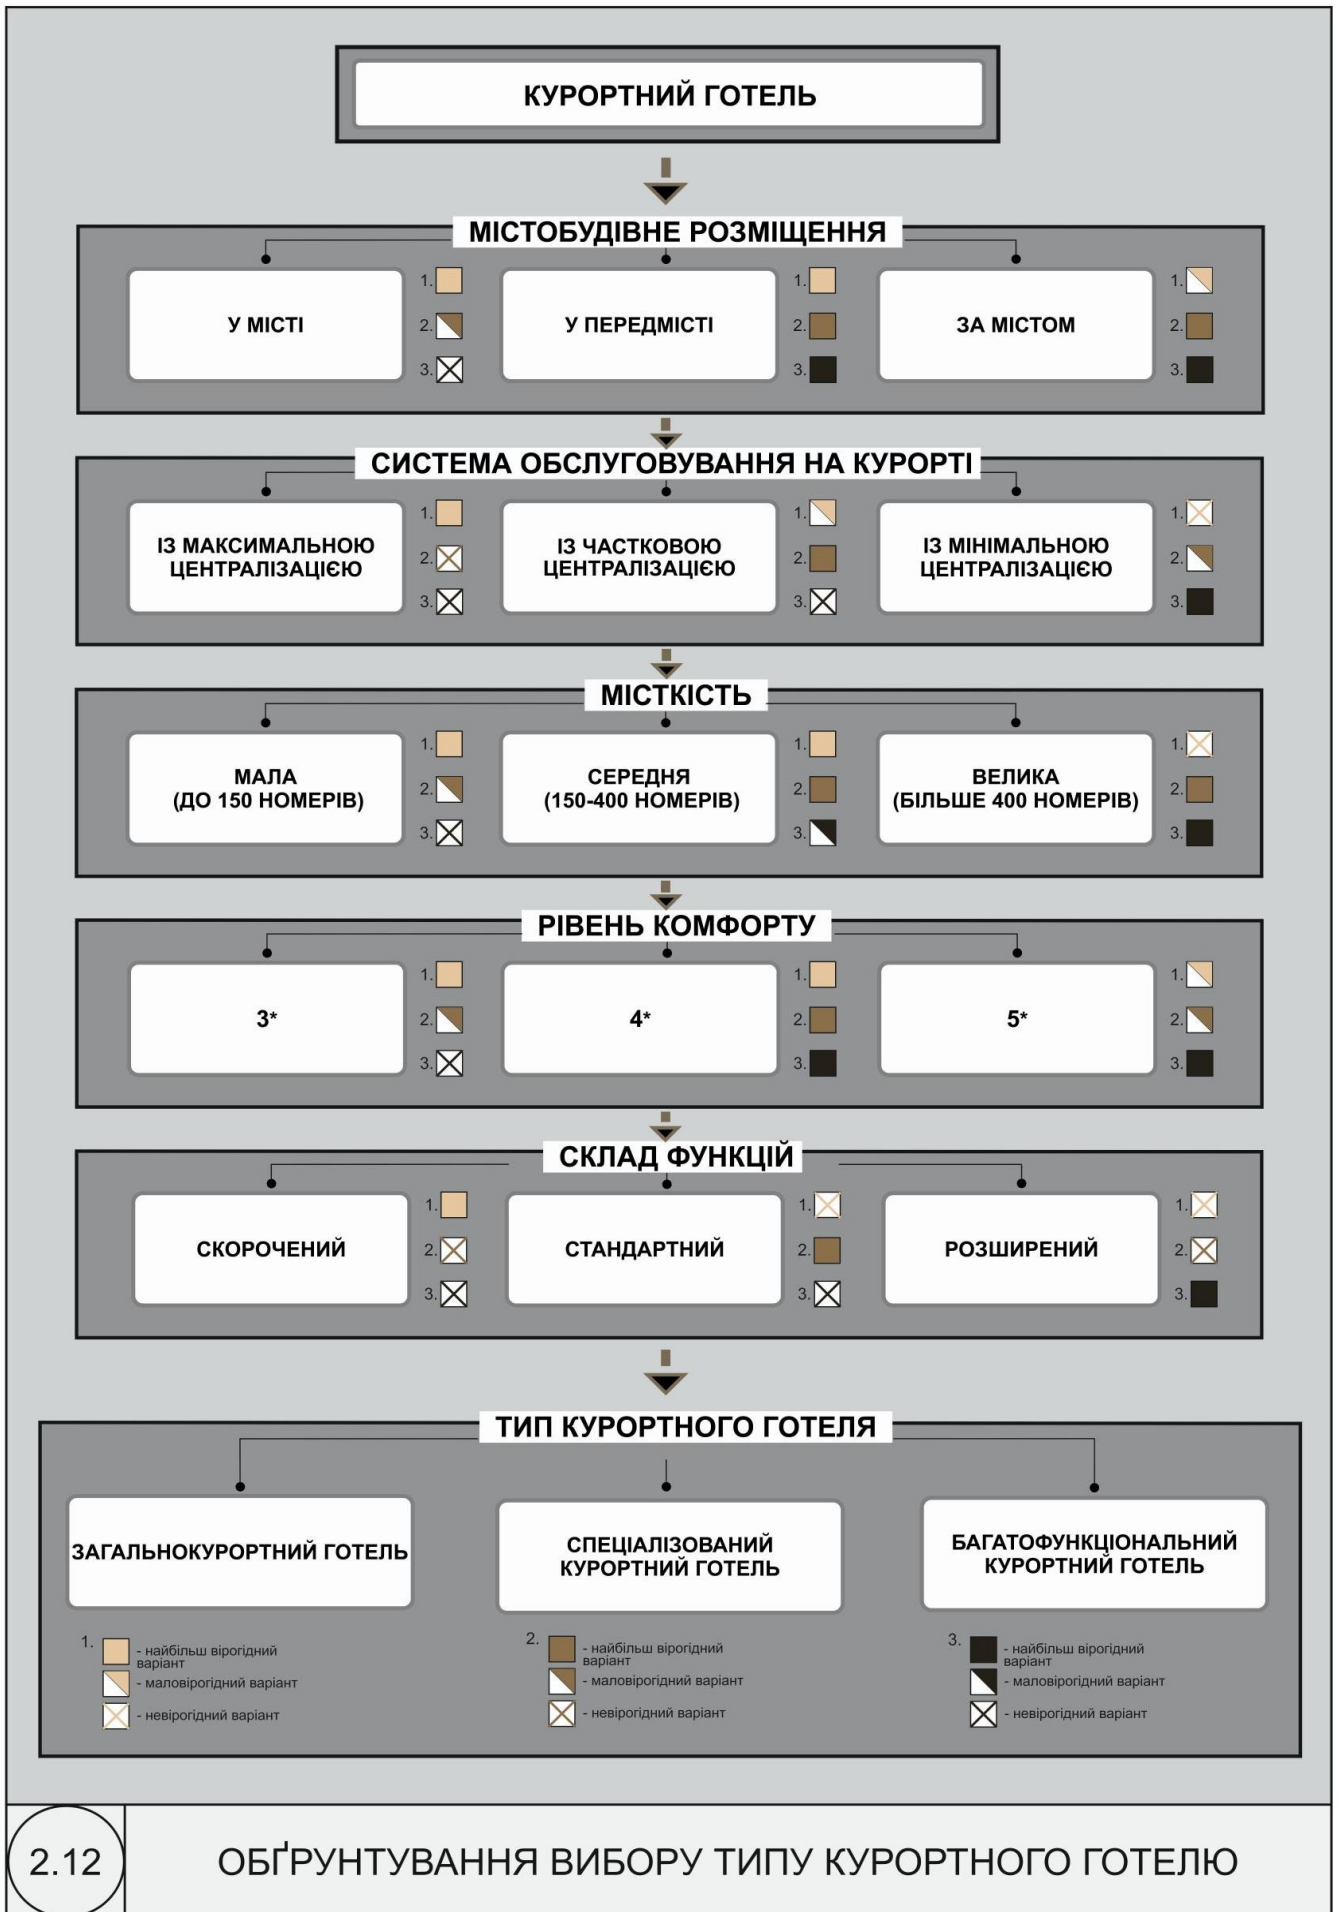 КУРОРТНИЙ ГОТЕЛЬ
МІСТОБУДІВНЕ РОЗМІЩЕННЯ
У МІСТІ
1.
2.
3.
У ПЕРЕДМІСТІ
1.
2.
3.
ЗА МІСТОМ
1.
2.
3.
СИСТЕМА ОБСЛУГОВУВАННЯ НА КУРОРТІ
ІЗ МАКСИМАЛЬНОЮ
ЦЕНТРАЛІЗАЦІЄЮ
1.
2.
3.
ІЗ ЧАСТКОВОЮ
ЦЕНТРАЛІЗАЦІЄЮ
1.
2.
3.
ІЗ МІНІМАЛЬНОЮ
ЦЕНТРАЛІЗАЦІЄЮ
1.
2.
3.
МІСТКІСТЬ
МАЛА
(ДО 150 НОМЕРІВ)
1.
2.
3.
СЕРЕДНЯ
(150-400 НОМЕРІВ)
1.
2.
3.
ВЕЛИКА
(БІЛЬШЕ 400 НОМЕРІВ)
1.
2.
3.
РІВЕНЬ КОМФОРТУ
3*
1.
2.
3.
4*
1.
2.
3.
5*
1.
2.
3.
СКЛАД ФУНКЦІЙ
СКОРОЧЕНИЙ
1.
2.
3.
СТАНДАРТНИЙ
1.
2.
3.
РОЗШИРЕНИЙ
1.
2.
3.
ТИП КУРОРТНОГО ГОТЕЛЯ
ЗАГАЛЬНОКУРОРТНИЙ ГОТЕЛЬ
СПЕЦІАЛІЗОВАНИЙ
КУРОРТНИЙ ГОТЕЛЬ
БАГАТОФУНКЦІОНАЛЬНИЙ
КУРОРТНИЙ ГОТЕЛЬ
1.
- найбільш вірогідний
варіант
- маловірогідний варіант
- невірогідний варіант
2.
- найбільш вірогідний
варіант
- маловірогідний варіант
- невірогідний варіант
3.
- найбільш вірогідний
варіант
- маловірогідний варіант
- невірогідний варіант
2.12
ОБҐРУНТУВАННЯ ВИБОРУ ТИПУ КУРОРТНОГО ГОТЕЛЮ